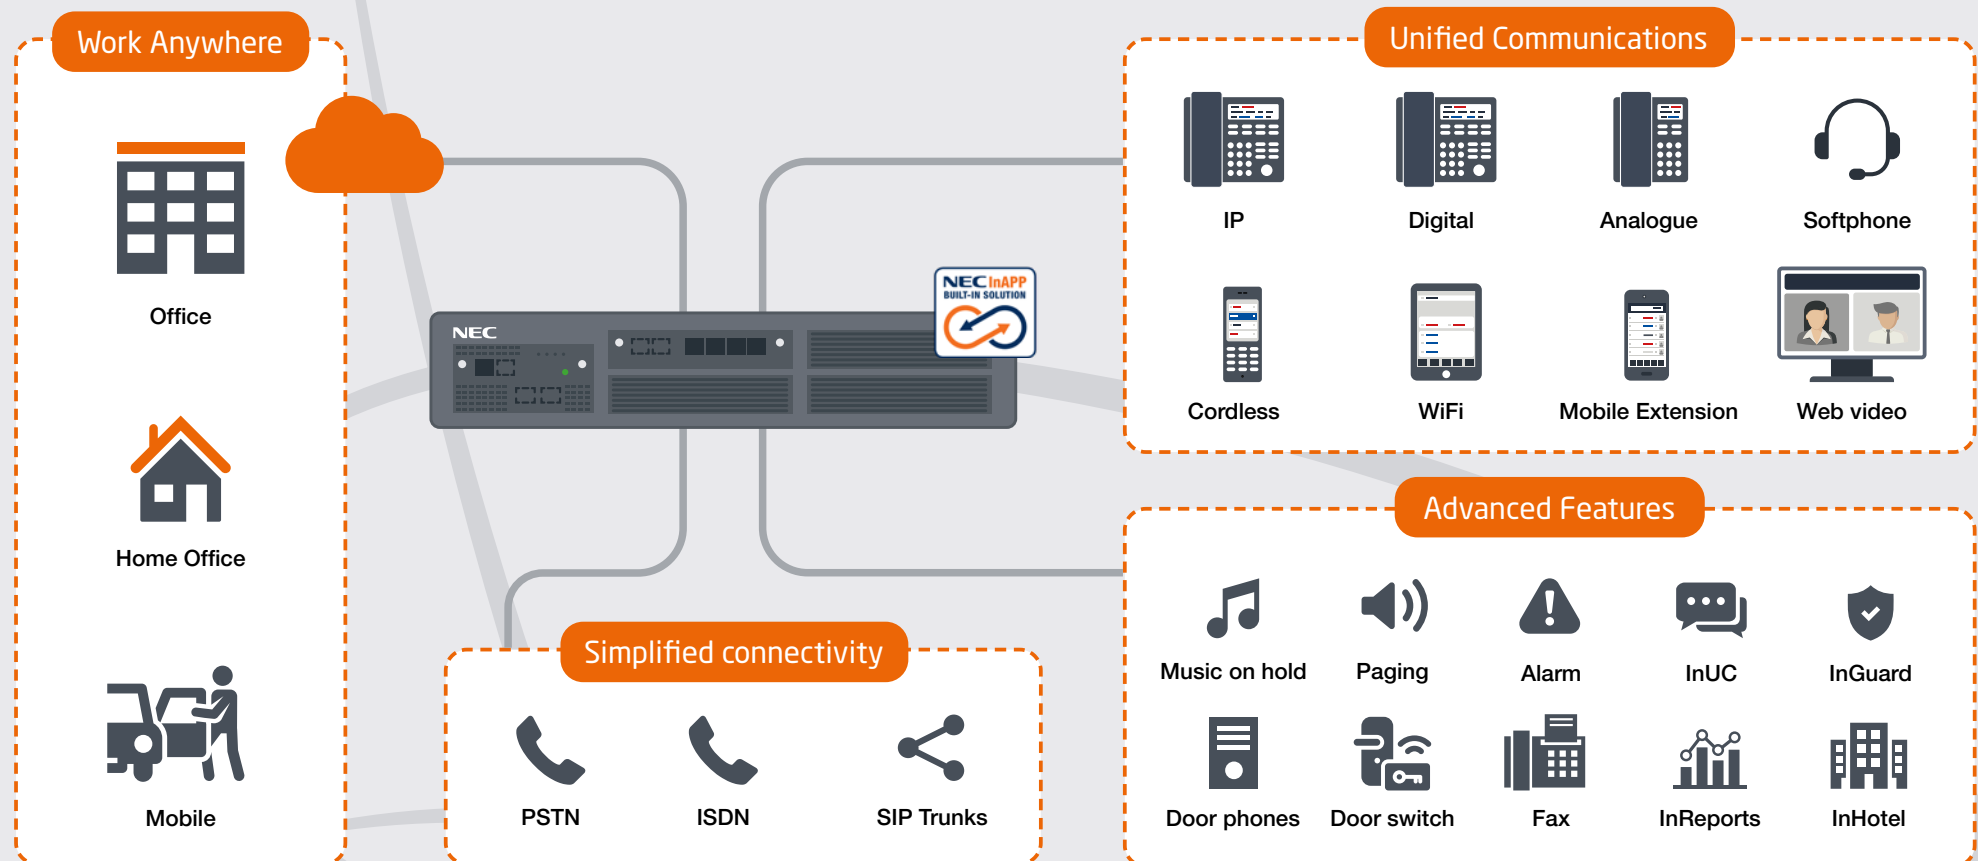 Work Anywhere
Office
Home Office
Mobile
NEC
NEC InAPP
BUILT-IN SOLUTION
Simplified connectivity
PSTN ISDN SIP Trunks
Unified Communications
IP Digital Analogue Softphone
Cordless WiFi Mobile Extension Web video
Advanced Features
Music on hold Paging Alarm InUC InGuard
Door phones Door switch Fax InReports InHotel